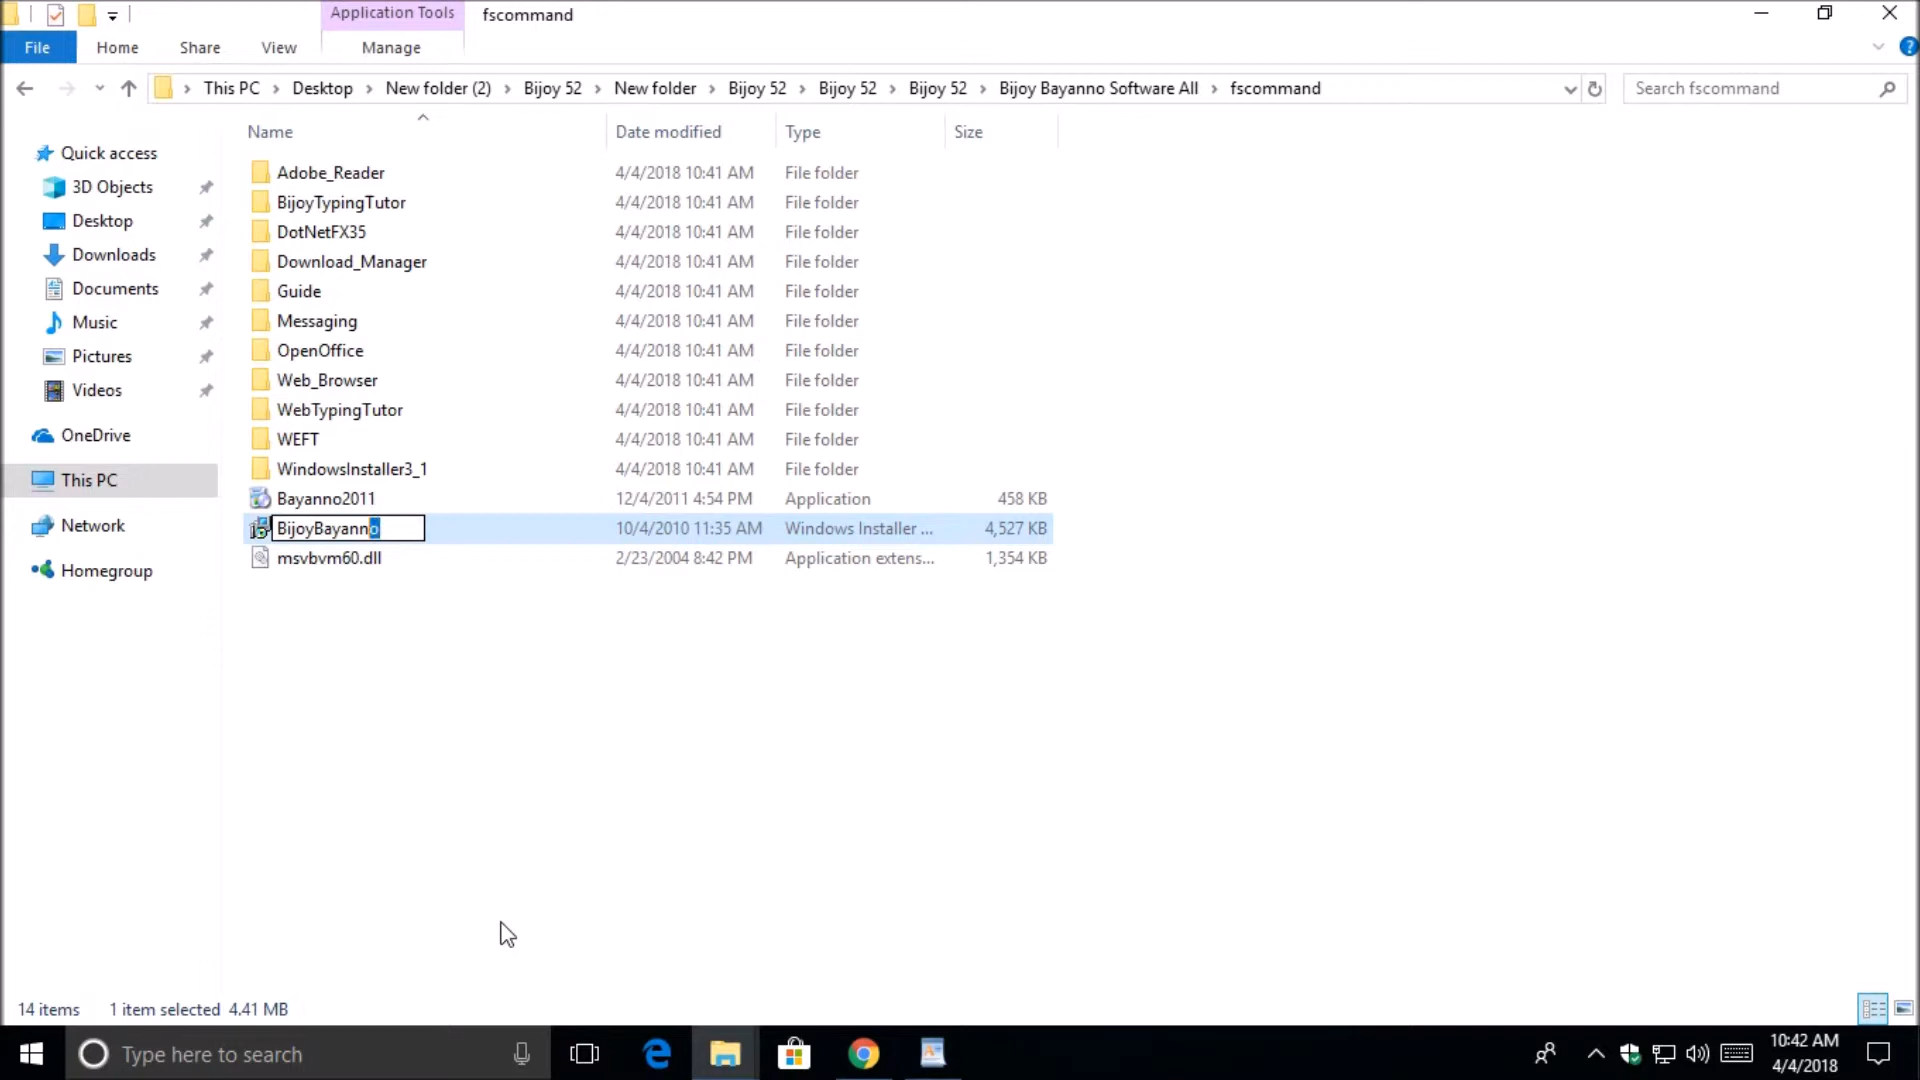 Application Tools fscommand
File Home Share View Manage
This PC Desktop New folder (2) Bijoy 52 New folder Bijoy 52 Bijoy 52 Bijoy 52 Bijoy Bayanno Software All fscommand Search fscommand
Name Date modified Type Size
Quick access
3D Objects
Desktop
Downloads
Documents
Music
Pictures
Videos
OneDrive
This PC
Network
Homegroup
Adobe_Reader 4/4/2018 10:41 AM File folder
BijoyTypingTutor 4/4/2018 10:41 AM File folder
DotNetFX35 4/4/2018 10:41 AM File folder
Download_Manager 4/4/2018 10:41 AM File folder
Guide 4/4/2018 10:41 AM File folder
Messaging 4/4/2018 10:41 AM File folder
OpenOffice 4/4/2018 10:41 AM File folder
Web_Browser 4/4/2018 10:41 AM File folder
WebTypingTutor 4/4/2018 10:41 AM File folder
WEFT 4/4/2018 10:41 AM File folder
WindowsInstaller3_1 4/4/2018 10:41 AM File folder
Bayanno2011 12/4/2011 4:54 PM Application 458 KB
BijoyBayanno 10/4/2010 11:35 AM Windows Installer ... 4,527 KB
msvbvm60.dll 2/23/2004 8:42 PM Application extens... 1,354 KB
14 items 1 item selected 4.41 MB
Type here to search
10:42 AM
4/4/2018